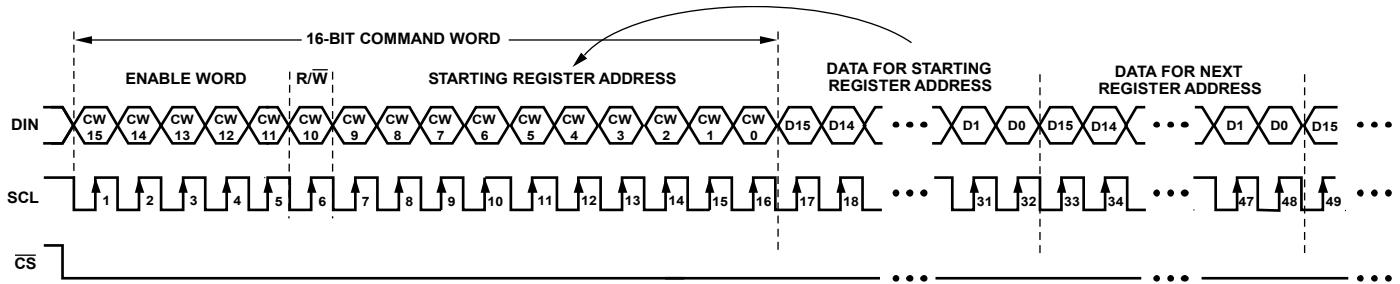 16-BIT COMMAND WORD
ENABLE WORD R/W̅ STARTING REGISTER ADDRESS DATA FOR STARTING REGISTER ADDRESS DATA FOR NEXT REGISTER ADDRESS
DIN CW 15 CW 14 CW 13 CW 12 CW 11 CW 10 CW 9 CW 8 CW 7 CW 6 CW 5 CW 4 CW 3 CW 2 CW 1 CW 0 D15 D14 D1 D0 D15 D14 D1 D0 D15
SCL 1 2 3 4 5 6 7 8 9 10 11 12 13 14 15 16 17 18 31 32 33 34 47 48 49
C̅S̅